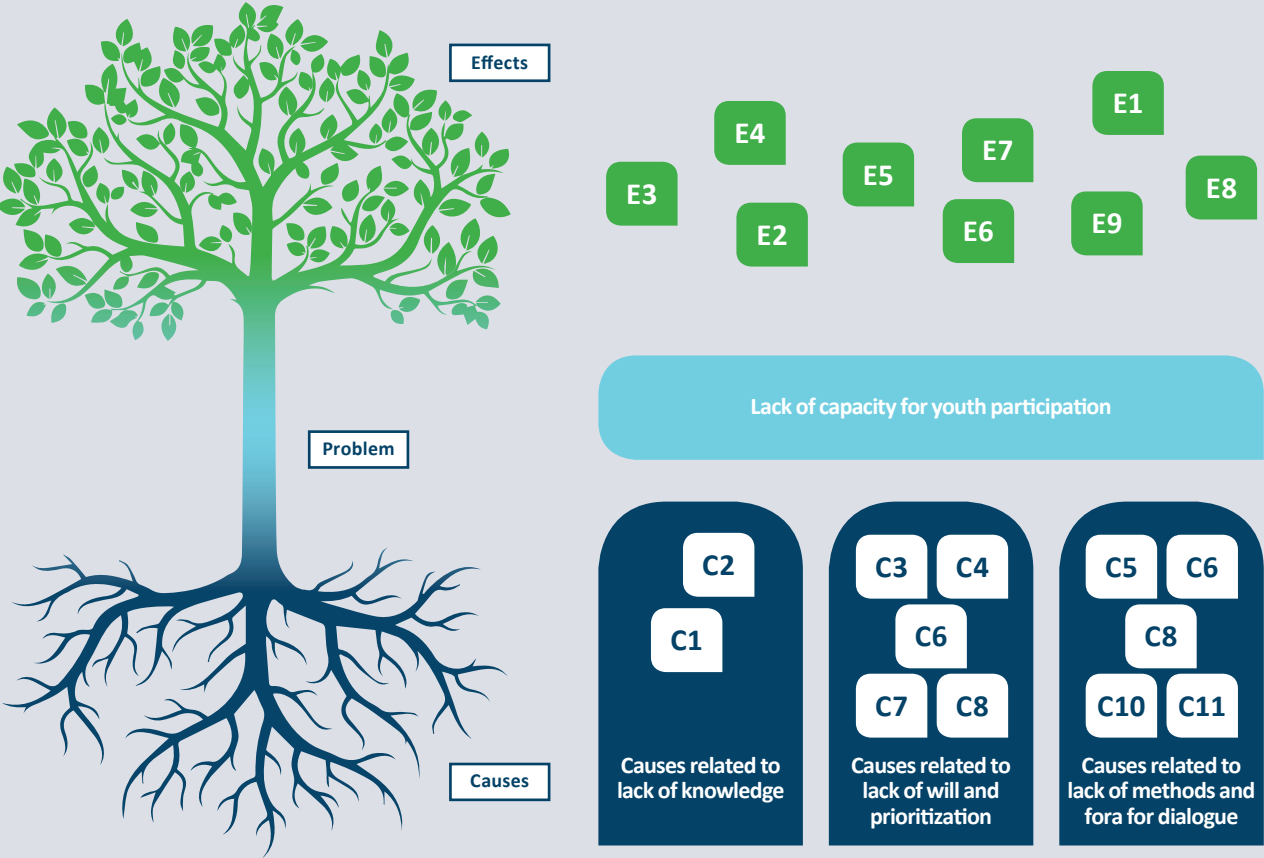 Effects
E1
E4
E7
E5
E8
E3
E9
E6
E2
Lack of capacity for youth participation
Problem
C2
C1
Causes related to
lack of knowledge
C3 C4
C6
C7 C8
Causes related to
lack of will and
prioritization
C5 C6
C8
C10 C11
Causes related to
lack of methods and
fora for dialogue
Causes